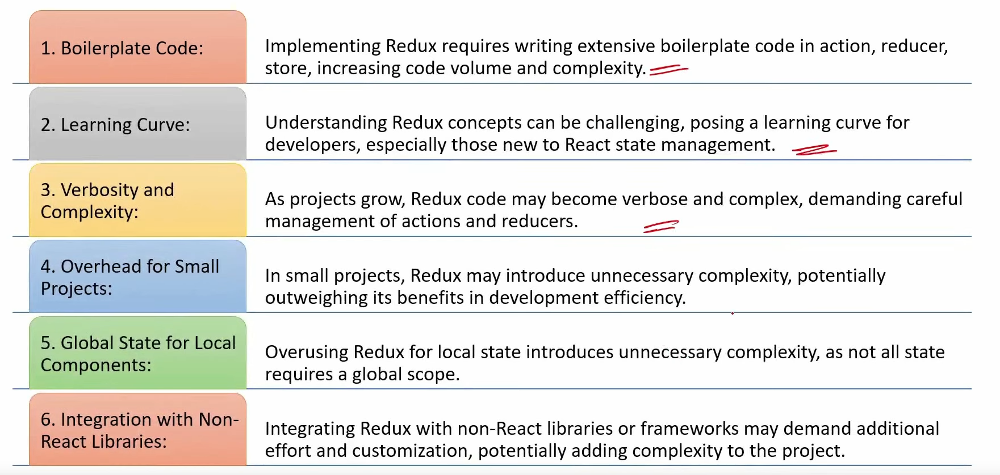 1. Boilerplate Code:
Implementing Redux requires writing extensive boilerplate code in action, reducer,
store, increasing code volume and complexity.
2. Learning Curve:
Understanding Redux concepts can be challenging, posing a learning curve for
developers, especially those new to React state management.
3. Verbosity and
Complexity:
As projects grow, Redux code may become verbose and complex, demanding careful
management of actions and reducers.
4. Overhead for Small
Projects:
In small projects, Redux may introduce unnecessary complexity, potentially
outweighing its benefits in development efficiency.
5. Global State for Local
Components:
Overusing Redux for local state introduces unnecessary complexity, as not all state
requires a global scope.
6. Integration with Non-
React Libraries:
Integrating Redux with non-React libraries or frameworks may demand additional
effort and customization, potentially adding complexity to the project.